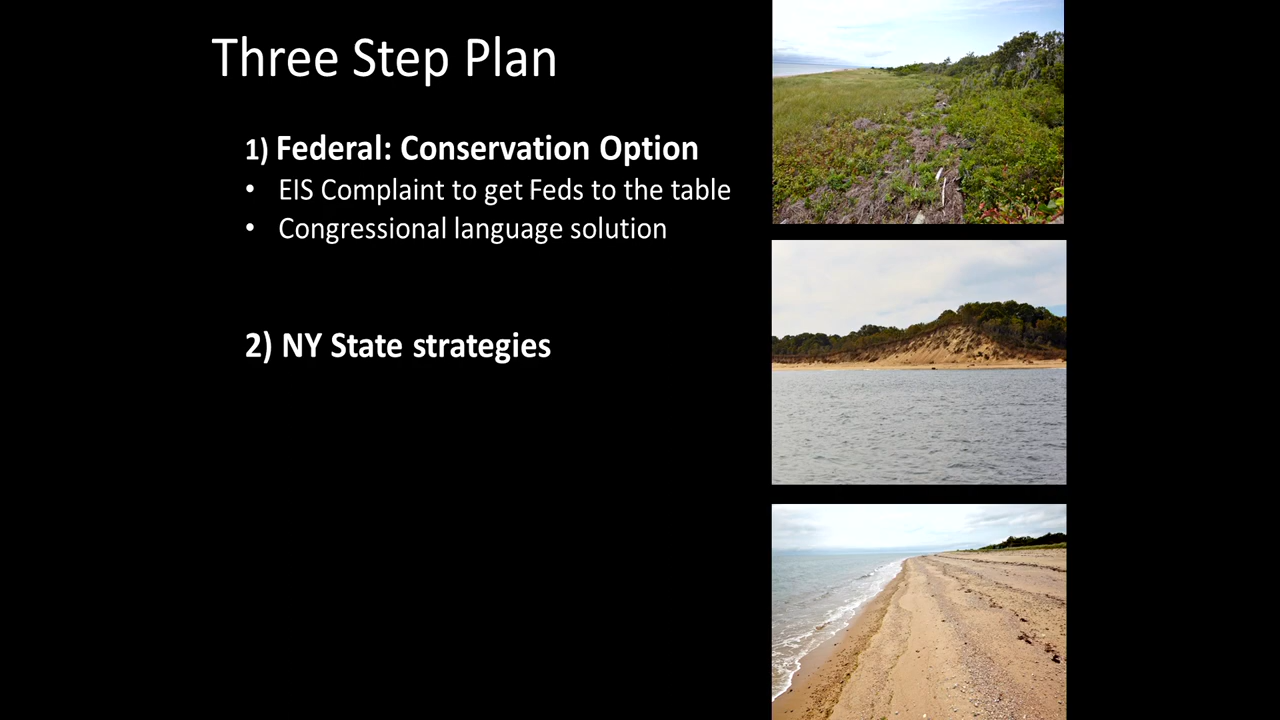 Three Step Plan
1) Federal: Conservation Option
• EIS Complaint to get Feds to the table
• Congressional language solution
2) NY State strategies